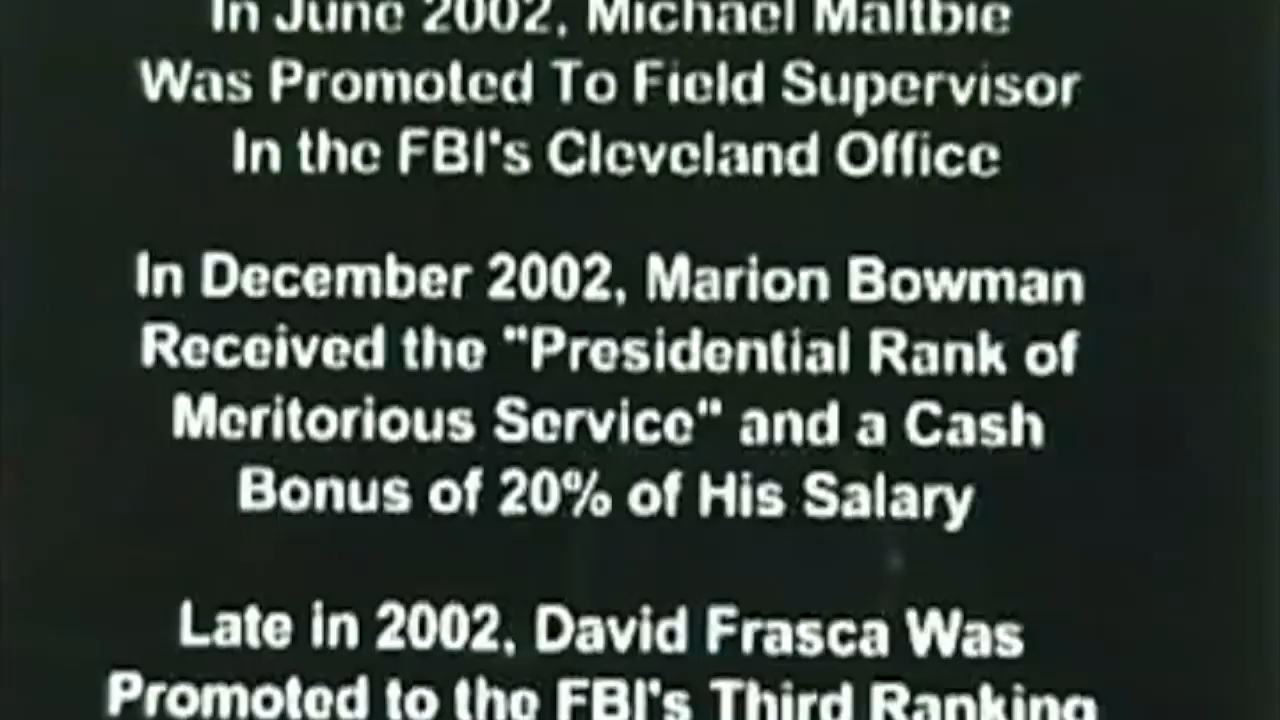 In June 2002, Michael Maltbie
Was Promoted To Field Supervisor
In the FBI's Cleveland Office
In December 2002, Marion Bowman
Received the "Presidential Rank of
Meritorious Service" and a Cash
Bonus of 20% of His Salary
Late in 2002, David Frasca Was
Promoted to the FBI's Third Ranking